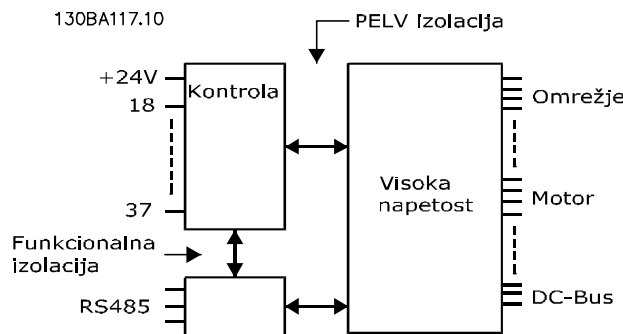 130BA117.10
PELV izolacija
+24V
Kontrola
18
37
Visoka
napetost
Omrežje
Motor
DC-Bus
Funkcionalna
izolacija
RS485